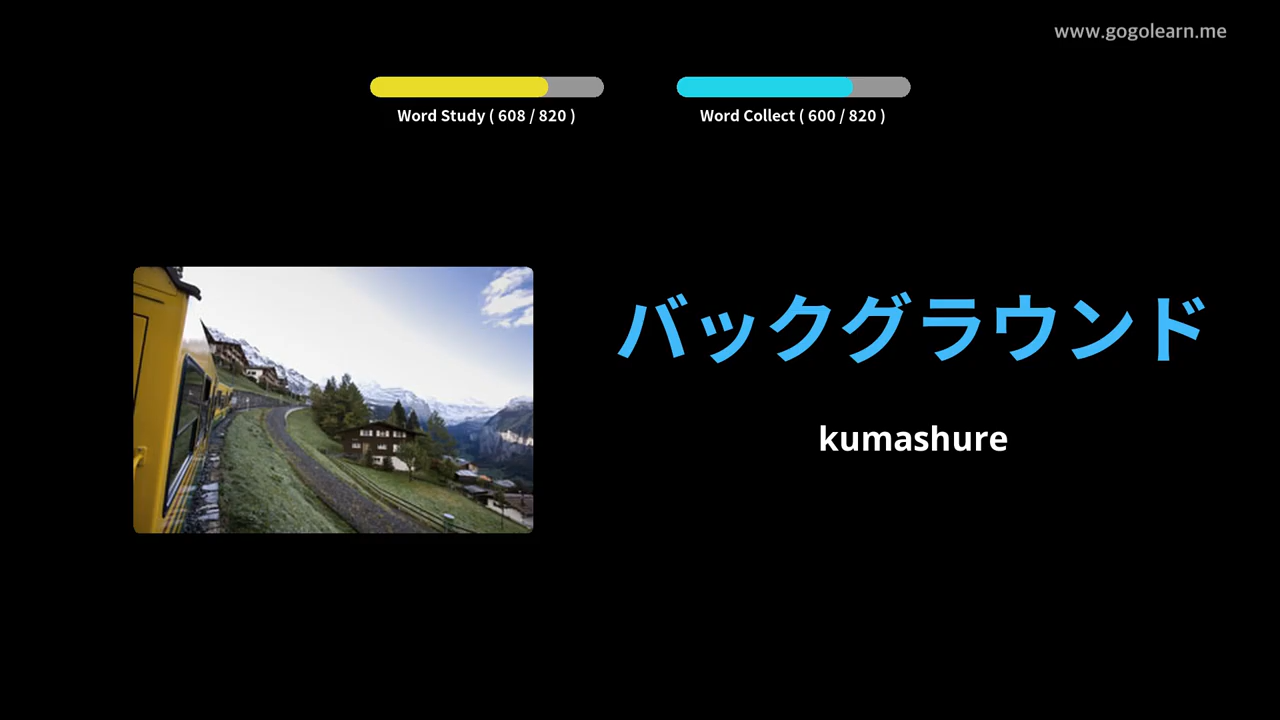 www.gogolearn.me
Word Study ( 608 / 820 )
Word Collect ( 600 / 820 )
バックグラウンド
kumashure